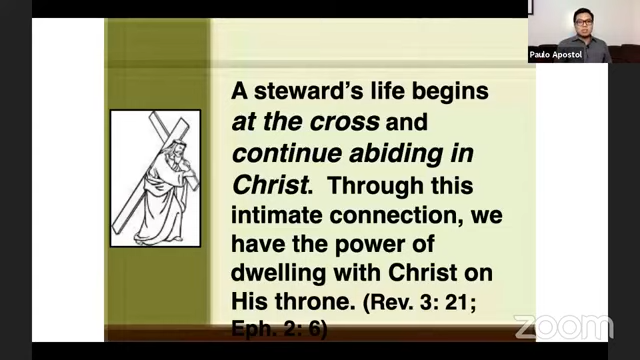 Paulo Apostol
A steward's life begins
at the cross and
continue abiding in
Christ. Through this
intimate connection, we
have the power of
dwelling with Christ on
His throne. (Rev. 3: 21;
Eph. 2: 6)
zoom